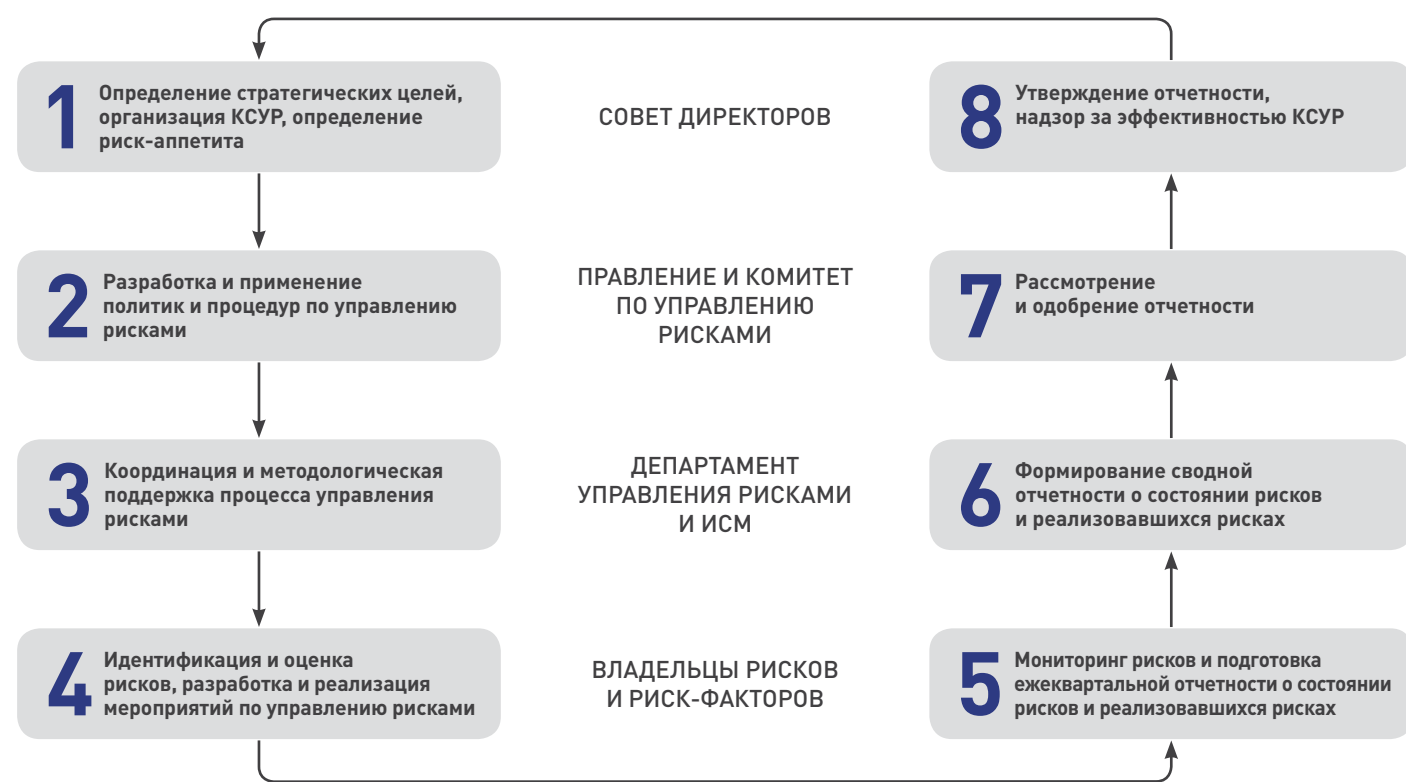 1
Определение стратегических целей,
организация КСУР, определение
риск-аппетита
СОВЕТ ДИРЕКТОРОВ
8
Утверждение отчетности,
надзор за эффективностью КСУР
2
Разработка и применение
политик и процедур по управлению
рисками
ПРАВЛЕНИЕ И КОМИТЕТ
ПО УПРАВЛЕНИЮ
РИСКАМИ
7
Рассмотрение
и одобрение отчетности
3
Координация и методологическая
поддержка процесса управления
рисками
ДЕПАРТАМЕНТ
УПРАВЛЕНИЯ РИСКАМИ
И ИСМ
6
Формирование сводной
отчетности о состоянии рисков
и реализовавшихся рисках
4
Идентификация и оценка
рисков, разработка и реализация
мероприятий по управлению рисками
ВЛАДЕЛЬЦЫ РИСКОВ
И РИСК-ФАКТОРОВ
5
Мониторинг рисков и подготовка
ежеквартальной отчетности о состоянии
рисков и реализовавшихся рисках